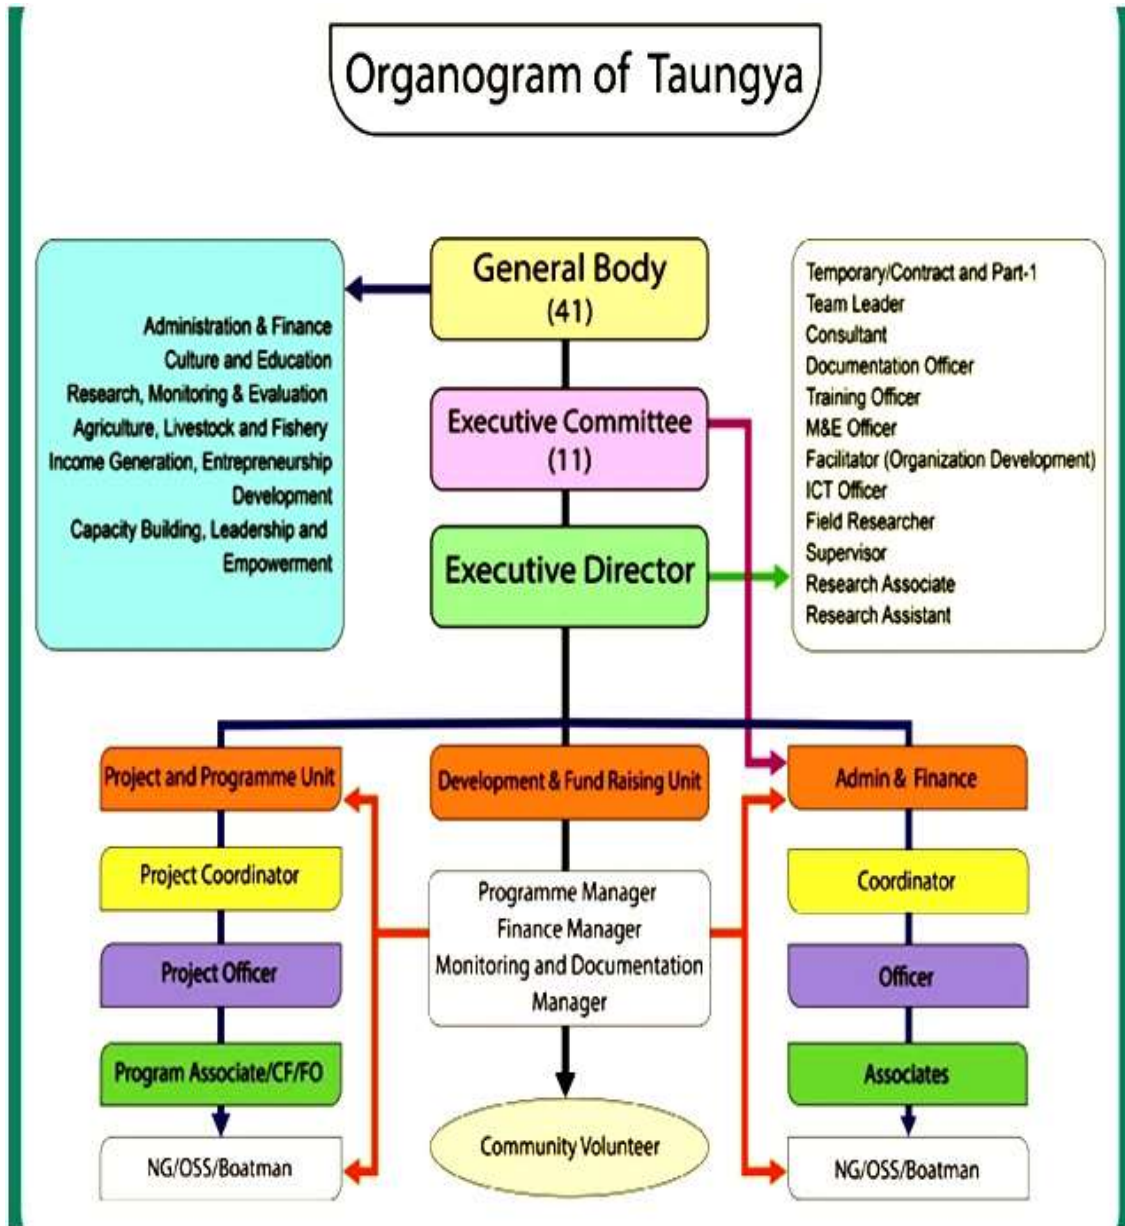 Organogram of Taungya
General Body
(41)
Administration & Finance
Culture and Education
Research, Monitoring & Evaluation
Agriculture, Livestock and Fishery
Income Generation, Entrepreneurship
Development
Capacity Building, Leadership and
Empowerment
Temporary/Contract and Part-1
Team Leader
Consultant
Documentation Officer
Training Officer
M&E Officer
Facilitator (Organization Development)
ICT Officer
Field Researcher
Supervisor
Research Associate
Research Assistant
Executive Committee
(11)
Executive Director
Project and Programme Unit
Development & Fund Raising Unit
Admin & Finance
Project Coordinator
Programme Manager
Finance Manager
Monitoring and Documentation
Manager
Coordinator
Project Officer
Officer
Program Associate/CF/FO
Associates
NG/OSS/Boatman
Community Volunteer
NG/OSS/Boatman